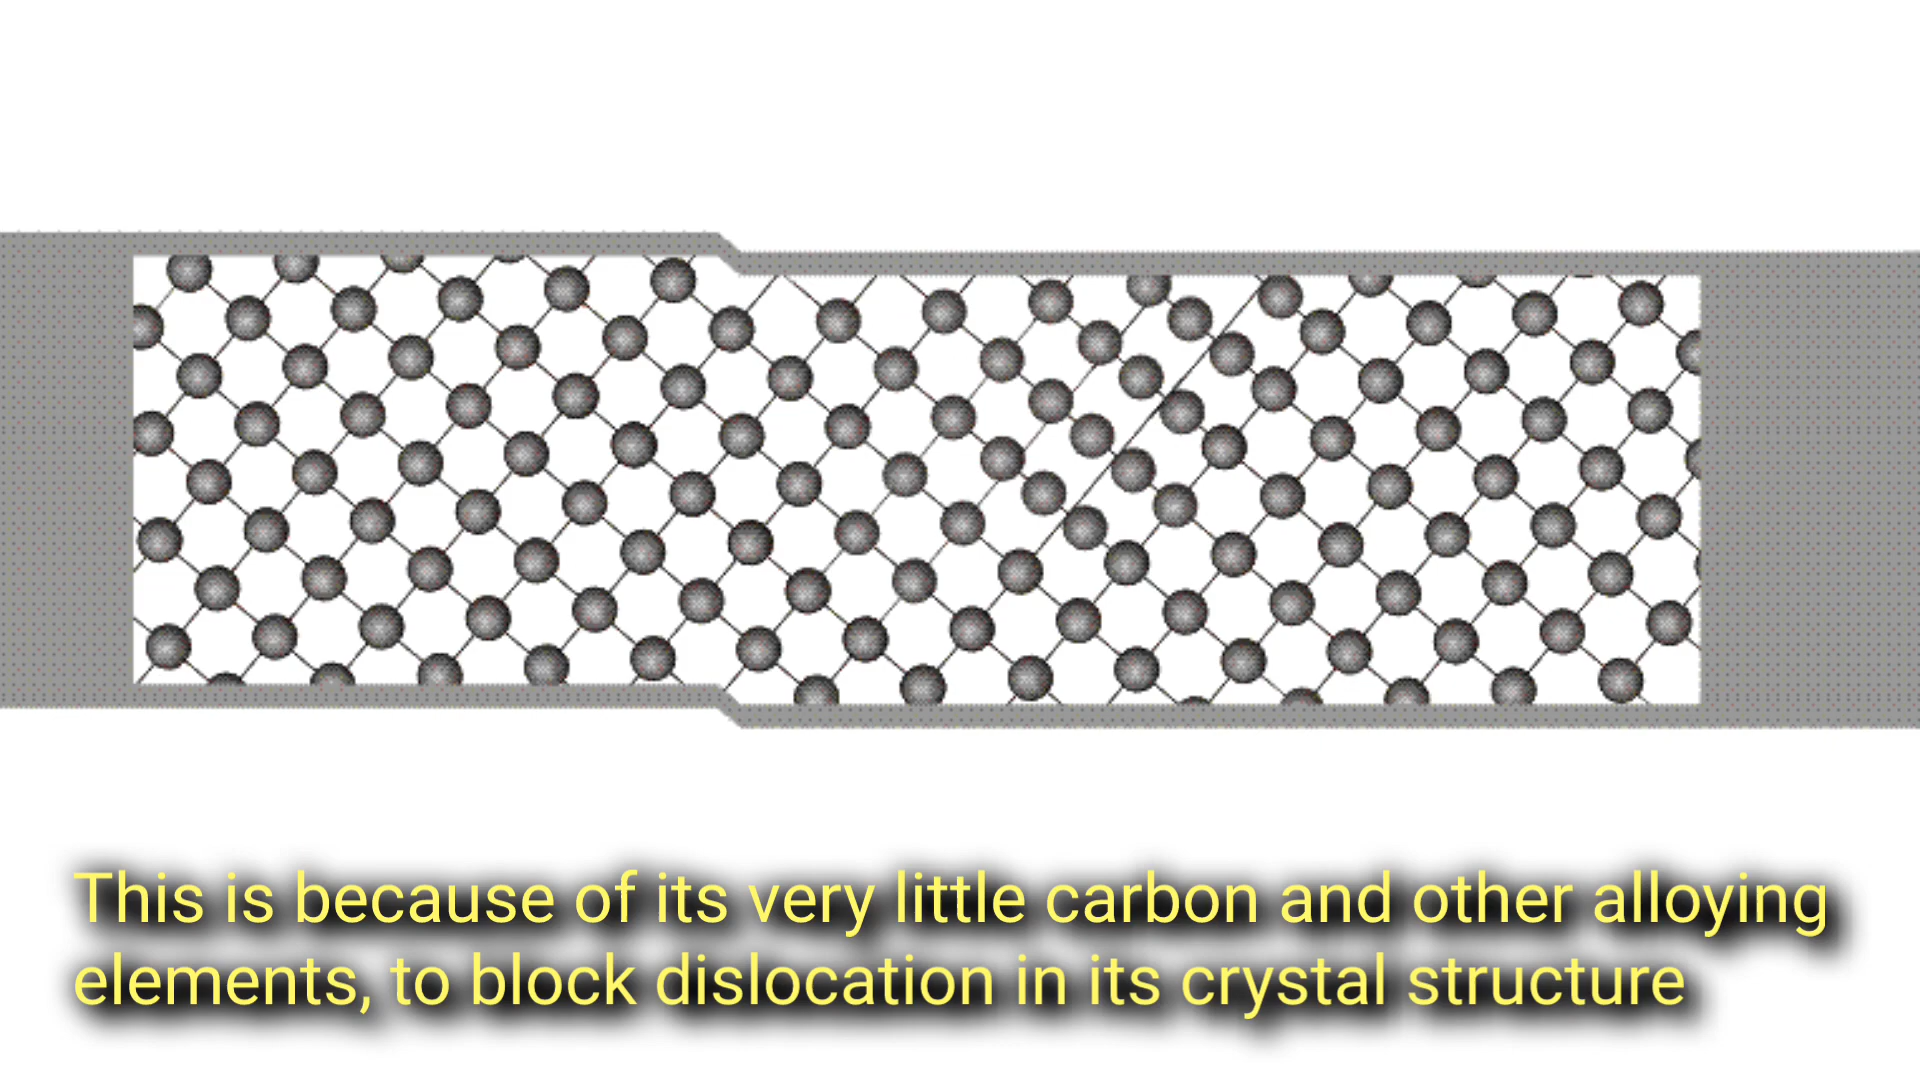 This is because of its very little carbon and other alloying
elements, to block dislocation in its crystal structure